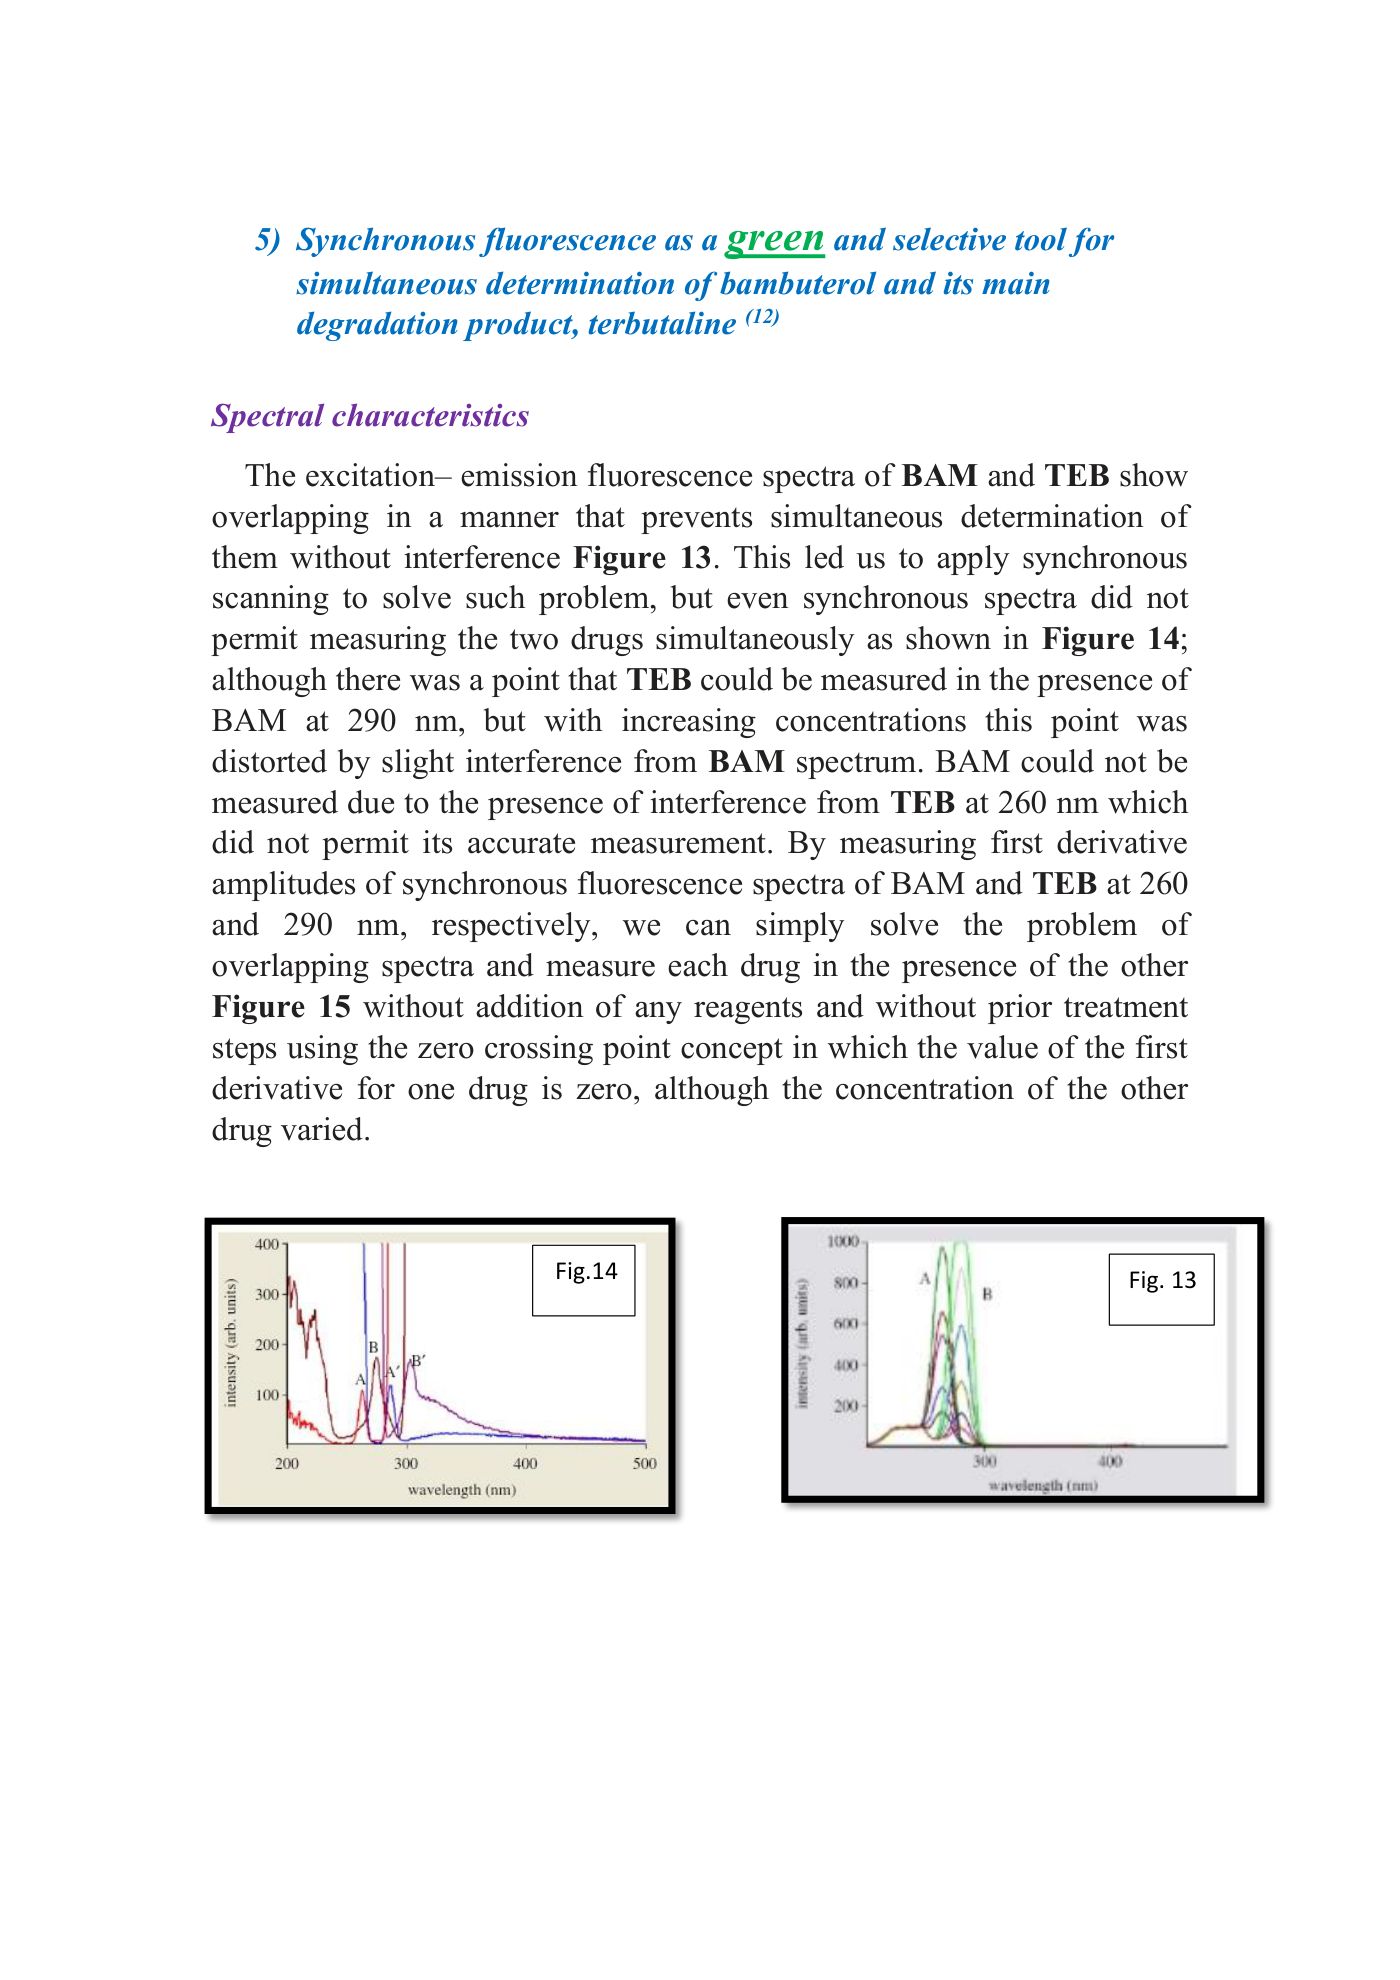 5) Synchronous fluorescence as a green and selective tool for
simultaneous determination of bambuterol and its main
degradation product, terbutaline (12)
Spectral characteristics
The excitation– emission fluorescence spectra of BAM and TEB show
overlapping in a manner that prevents simultaneous determination of
them without interference Figure 13. This led us to apply synchronous
scanning to solve such problem, but even synchronous spectra did not
permit measuring the two drugs simultaneously as shown in Figure 14;
although there was a point that TEB could be measured in the presence of
BAM at 290 nm, but with increasing concentrations this point was
distorted by slight interference from BAM spectrum. BAM could not be
measured due to the presence of interference from TEB at 260 nm which
did not permit its accurate measurement. By measuring first derivative
amplitudes of synchronous fluorescence spectra of BAM and TEB at 260
and 290 nm, respectively, we can simply solve the problem of
overlapping spectra and measure each drug in the presence of the other
Figure 15 without addition of any reagents and without prior treatment
steps using the zero crossing point concept in which the value of the first
derivative for one drug is zero, although the concentration of the other
drug varied.
Fig.14
400
300
200
100
intensity (arb. units)
A
B
A′
B′
200 300 400 500
wavelength (nm)
Fig. 13
1000
800
600
400
200
intensity (arb. units)
A
B
300 400
wavelength (nm)